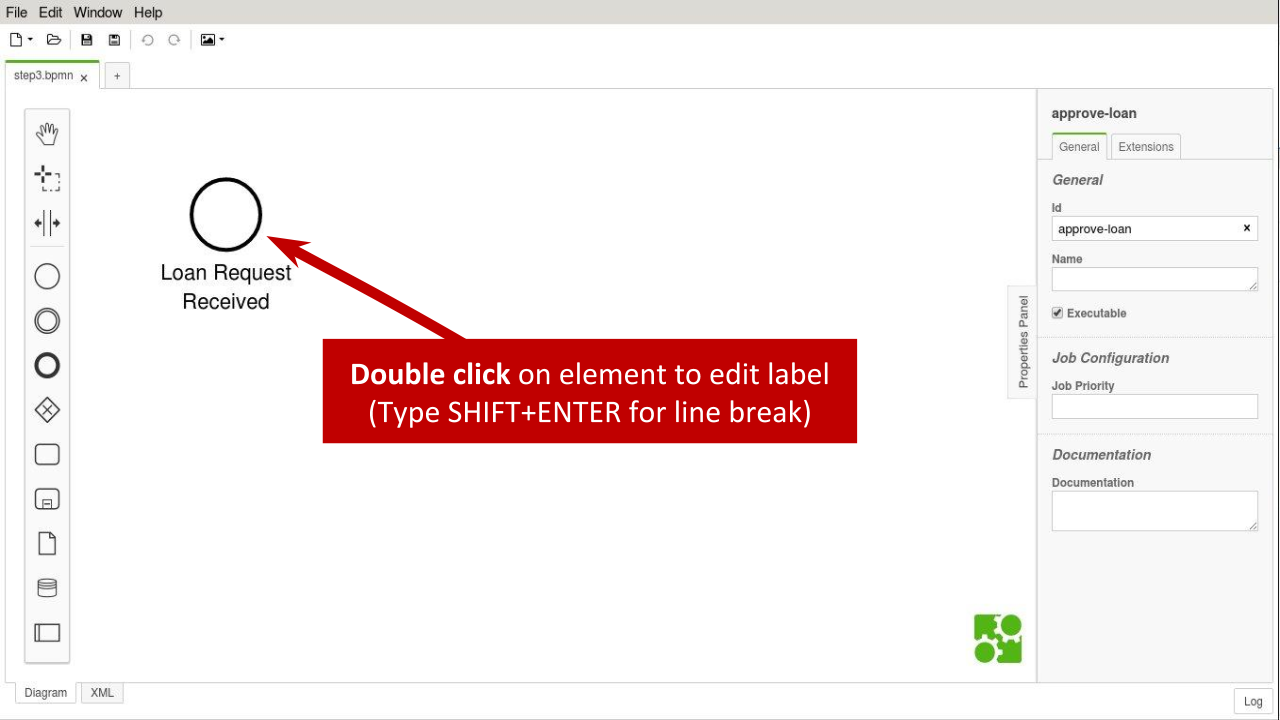 File Edit Window Help
step3.bpmn × +
Loan Request
Received
Double click on element to edit label
(Type SHIFT+ENTER for line break)
Properties Panel
approve-loan
General Extensions
General
Id
approve-loan ×
Name
Executable
Job Configuration
Job Priority
Documentation
Documentation
Diagram XML
Log